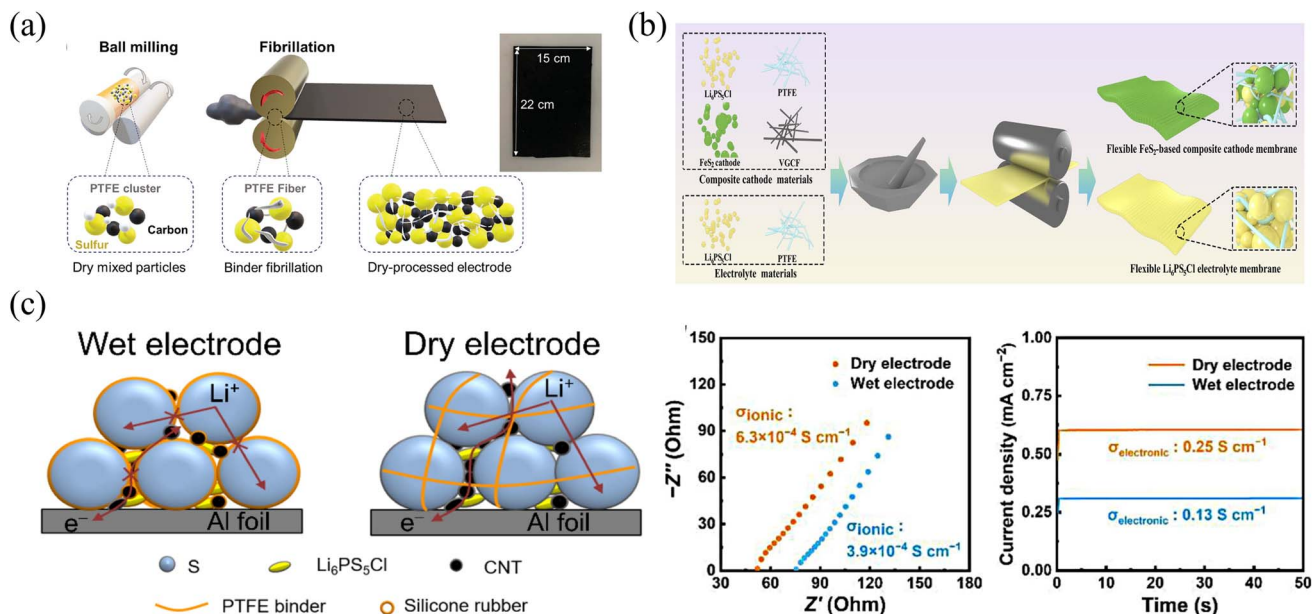 (a)
Ball milling
Fibrillation
15 cm
22 cm
PTFE cluster
Carbon
Sulfur
Dry mixed particles
PTFE Fiber
Binder fibrillation
Dry-processed electrode
(b)
Li₆PS₅Cl
PTFE
FeS₂ cathode
VGCF
Composite cathode materials
Li₆PS₅Cl
PTFE
Electrolyte materials
Flexible FeS₂-based composite cathode membrane
Flexible Li₆PS₅Cl electrolyte membrane
(c)
Wet electrode
Li⁺
e⁻
Al foil
Dry electrode
Li⁺
e⁻
Al foil
S
Li₆PS₅Cl
CNT
PTFE binder
Silicone rubber
−Z″ (Ohm)
150
120
90
60
30
0
Dry electrode
Wet electrode
σionic :
6.3×10⁻⁴ S cm⁻¹
σionic :
3.9×10⁻⁴ S cm⁻¹
30 60 90 120 150 180
Z′ (Ohm)
Current density (mA cm⁻²)
1.00
0.75
0.50
0.25
0.00
Dry electrode
Wet electrode
σelectronic : 0.25 S cm⁻¹
σelectronic : 0.13 S cm⁻¹
0 10 20 30 40 50
Time (s)